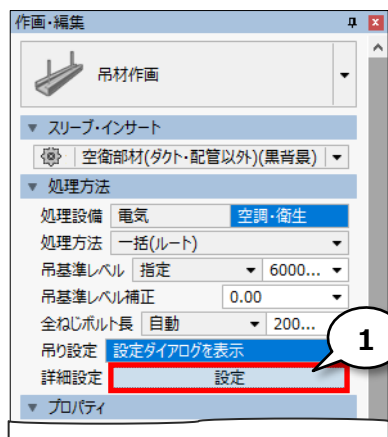 作画・編集
吊材作画
スリーブ・インサート
空衛部材(ダクト・配管以外)(黒背景)
処理方法
処理設備 電気 空調・衛生
処理方法 一括(ルート)
吊基準レベル 指定 6000...
吊基準レベル補正 0.00
全ねじボルト長 自動 200...
吊り設定 設定ダイアログを表示
1
詳細設定 設定
プロパティ